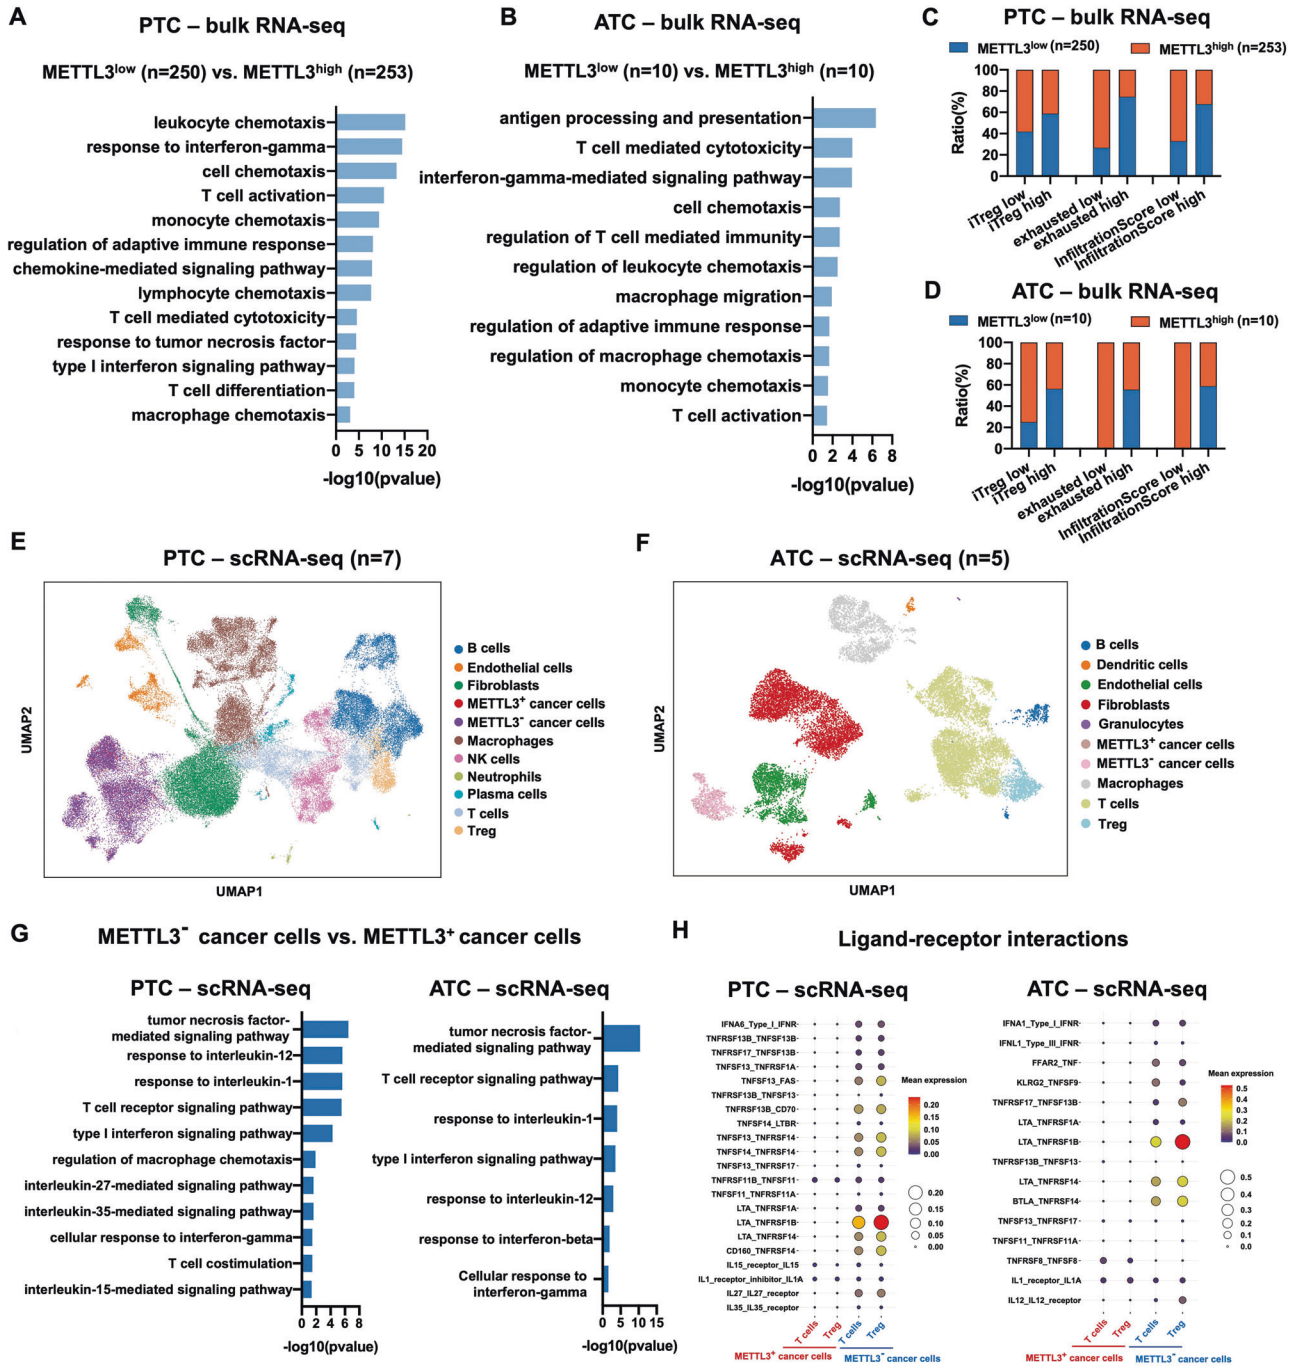 A
PTC – bulk RNA-seq
METTL3low (n=250) vs. METTL3high (n=253)
leukocyte chemotaxis
response to interferon-gamma
cell chemotaxis
T cell activation
monocyte chemotaxis
regulation of adaptive immune response
chemokine-mediated signaling pathway
lymphocyte chemotaxis
T cell mediated cytotoxicity
response to tumor necrosis factor
type I interferon signaling pathway
T cell differentiation
macrophage chemotaxis
0 5 10 15 20
-log10(pvalue)
B
ATC – bulk RNA-seq
METTL3low (n=10) vs. METTL3high (n=10)
antigen processing and presentation
T cell mediated cytotoxicity
interferon-gamma-mediated signaling pathway
cell chemotaxis
regulation of T cell mediated immunity
regulation of leukocyte chemotaxis
macrophage migration
regulation of adaptive immune response
regulation of macrophage chemotaxis
monocyte chemotaxis
T cell activation
0 2 4 6 8
-log10(pvalue)
C
PTC – bulk RNA-seq
METTL3low (n=250) METTL3high (n=253)
Ratio(%)
100
80
60
40
20
0
iTreg low
iTreg high
exhausted low
exhausted high
InfiltrationScore low
InfiltrationScore high
D
ATC – bulk RNA-seq
METTL3low (n=10) METTL3high (n=10)
Ratio(%)
100
80
60
40
20
0
iTreg low
iTreg high
exhausted low
exhausted high
InfiltrationScore low
InfiltrationScore high
E
PTC – scRNA-seq (n=7)
UMAP2
UMAP1
B cells
Endothelial cells
Fibroblasts
METTL3+ cancer cells
METTL3- cancer cells
Macrophages
NK cells
Neutrophils
Plasma cells
T cells
Treg
F
ATC – scRNA-seq (n=5)
UMAP2
UMAP1
B cells
Dendritic cells
Endothelial cells
Fibroblasts
Granulocytes
METTL3+ cancer cells
METTL3- cancer cells
Macrophages
T cells
Treg
G
METTL3- cancer cells vs. METTL3+ cancer cells
PTC – scRNA-seq
tumor necrosis factor-
mediated signaling pathway
response to interleukin-12
response to interleukin-1
T cell receptor signaling pathway
type I interferon signaling pathway
regulation of macrophage chemotaxis
interleukin-27-mediated signaling pathway
interleukin-35-mediated signaling pathway
cellular response to interferon-gamma
T cell costimulation
interleukin-15-mediated signaling pathway
0 2 4 6 8
-log10(pvalue)
ATC – scRNA-seq
tumor necrosis factor-
mediated signaling pathway
T cell receptor signaling pathway
response to interleukin-1
type I interferon signaling pathway
response to interleukin-12
response to interferon-beta
Cellular response to
interferon-gamma
0 5 10 15
-log10(pvalue)
H
Ligand-receptor interactions
PTC – scRNA-seq
IFNA6_Type_I_IFNR
TNFRSF13B_TNFSF13B
TNFRSF17_TNFSF13B
TNFSF13_TNFRSF1A
TNFSF13_FAS
TNFRSF13B_TNFSF13
TNFRSF13B_CD70
TNFSF14_LTBR
TNFSF13_TNFRSF14
TNFSF14_TNFRSF14
TNFSF13_TNFRSF17
TNFRSF11B_TNFSF11
TNFSF11_TNFRSF11A
LTA_TNFRSF1A
LTA_TNFRSF1B
LTA_TNFRSF14
CD160_TNFRSF14
IL15_receptor_IL15
IL1_receptor_inhibitor_IL1A
IL27_IL27_receptor
IL35_IL35_receptor
T cells
Treg
T cells
Treg
METTL3+ cancer cells METTL3- cancer cells
Mean expression
0.20
0.15
0.10
0.05
0.00
0.20
0.15
0.10
0.05
0.00
ATC – scRNA-seq
IFNA1_Type_I_IFNR
IFNL1_Type_III_IFNR
FFAR2_TNF
KLRG2_TNFSF9
TNFRSF17_TNFSF13B
LTA_TNFRSF1A
LTA_TNFRSF1B
TNFRSF13B_TNFSF13
LTA_TNFRSF14
BTLA_TNFRSF14
TNFSF13_TNFRSF17
TNFSF11_TNFRSF11A
TNFRSF8_TNFSF8
IL1_receptor_IL1A
IL12_IL12_receptor
T cells
Treg
T cells
Treg
METTL3+ cancer cells METTL3- cancer cells
Mean expression
0.5
0.4
0.3
0.2
0.1
0.0
0.5
0.4
0.3
0.2
0.1
0.0